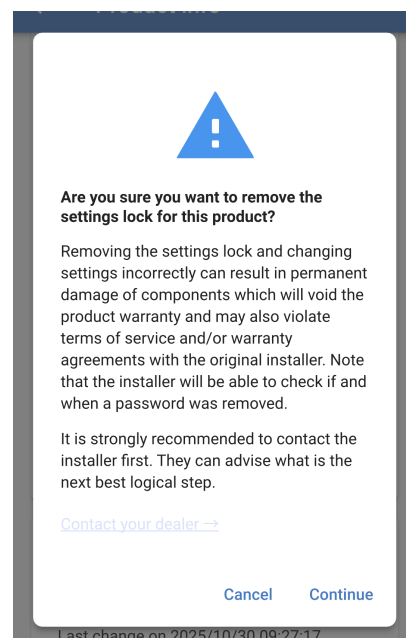 Product info
Are you sure you want to remove the
settings lock for this product?
Removing the settings lock and changing
settings incorrectly can result in permanent
damage of components which will void the
product warranty and may also violate
terms of service and/or warranty
agreements with the original installer. Note
that the installer will be able to check if and
when a password was removed.
It is strongly recommended to contact the
installer first. They can advise what is the
next best logical step.
Contact your dealer →
Cancel Continue
Last change on 2025/10/30 09:27:17